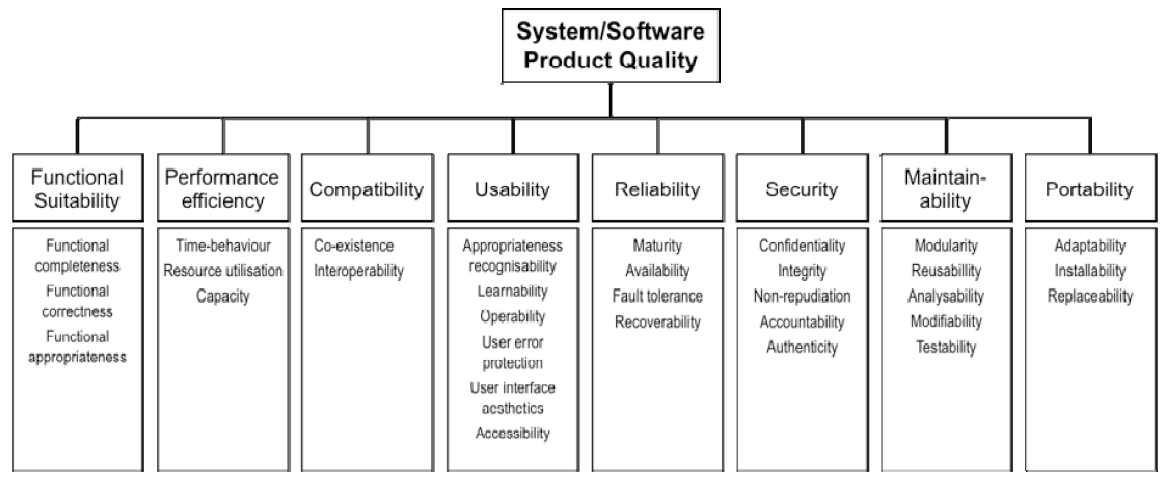 System/Software
Product Quality
Functional
Suitability
Performance
efficiency
Compatibility
Usability
Reliability
Security
Maintain-
ability
Portability
Functional
completeness
Functional
correctness
Functional
appropriateness
Time-behaviour
Resource utilisation
Capacity
Co-existence
Interoperability
Appropriateness
recognisability
Learnability
Operability
User error
protection
User interface
aesthetics
Accessibility
Maturity
Availability
Fault tolerance
Recoverability
Confidentiality
Integrity
Non-repudiation
Accountability
Authenticity
Modularity
Reusability
Analysability
Modifiability
Testability
Adaptability
Installability
Replaceability